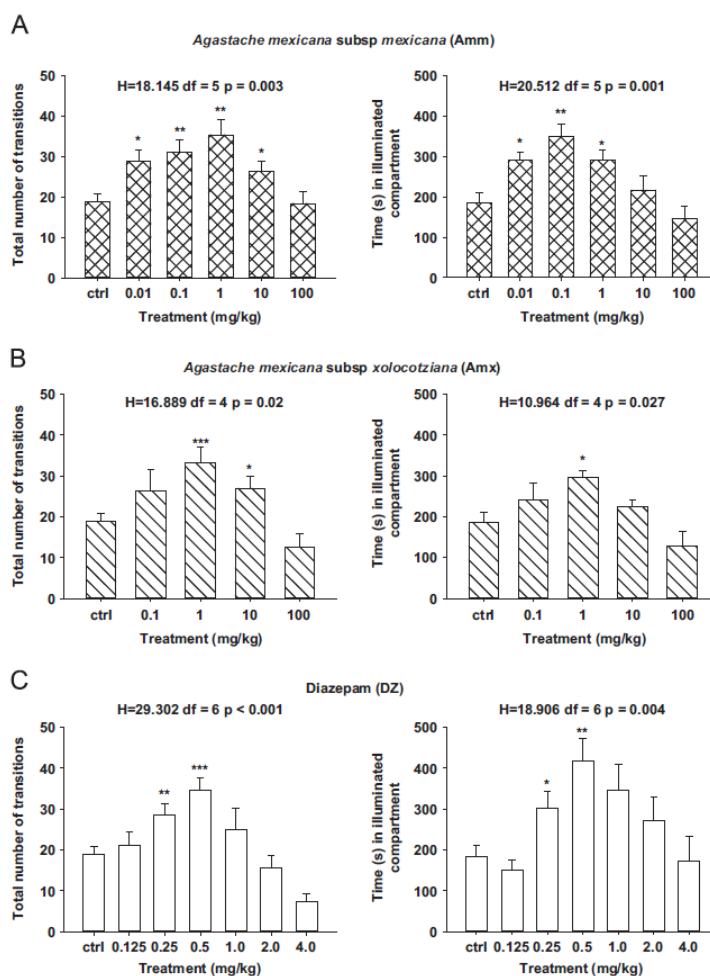 A
Agastache mexicana subsp mexicana (Amm)
H=18.145 df = 5 p = 0.003
Total number of transitions
50
40
30
20
10
0
* ** ** *
ctrl 0.01 0.1 1 10 100
Treatment (mg/kg)
H=20.512 df = 5 p = 0.001
Time (s) in illuminated
compartment
500
400
300
200
100
0
* ** *
ctrl 0.01 0.1 1 10 100
Treatment (mg/kg)
B
Agastache mexicana subsp xolocotziana (Amx)
H=16.889 df = 4 p = 0.02
Total number of transitions
50
40
30
20
10
0
*** *
ctrl 0.1 1 10 100
Treatment (mg/kg)
H=10.964 df = 4 p = 0.027
Time (s) in illuminated
compartment
500
400
300
200
100
0
*
ctrl 0.1 1 10 100
Treatment (mg/kg)
C
Diazepam (DZ)
H=29.302 df = 6 p < 0.001
Total number of transitions
50
40
30
20
10
0
** ***
ctrl 0.125 0.25 0.5 1.0 2.0 4.0
Treatment (mg/kg)
H=18.906 df = 6 p = 0.004
Time (s) in illuminated
compartment
500
400
300
200
100
0
* **
ctrl 0.125 0.25 0.5 1.0 2.0 4.0
Treatment (mg/kg)